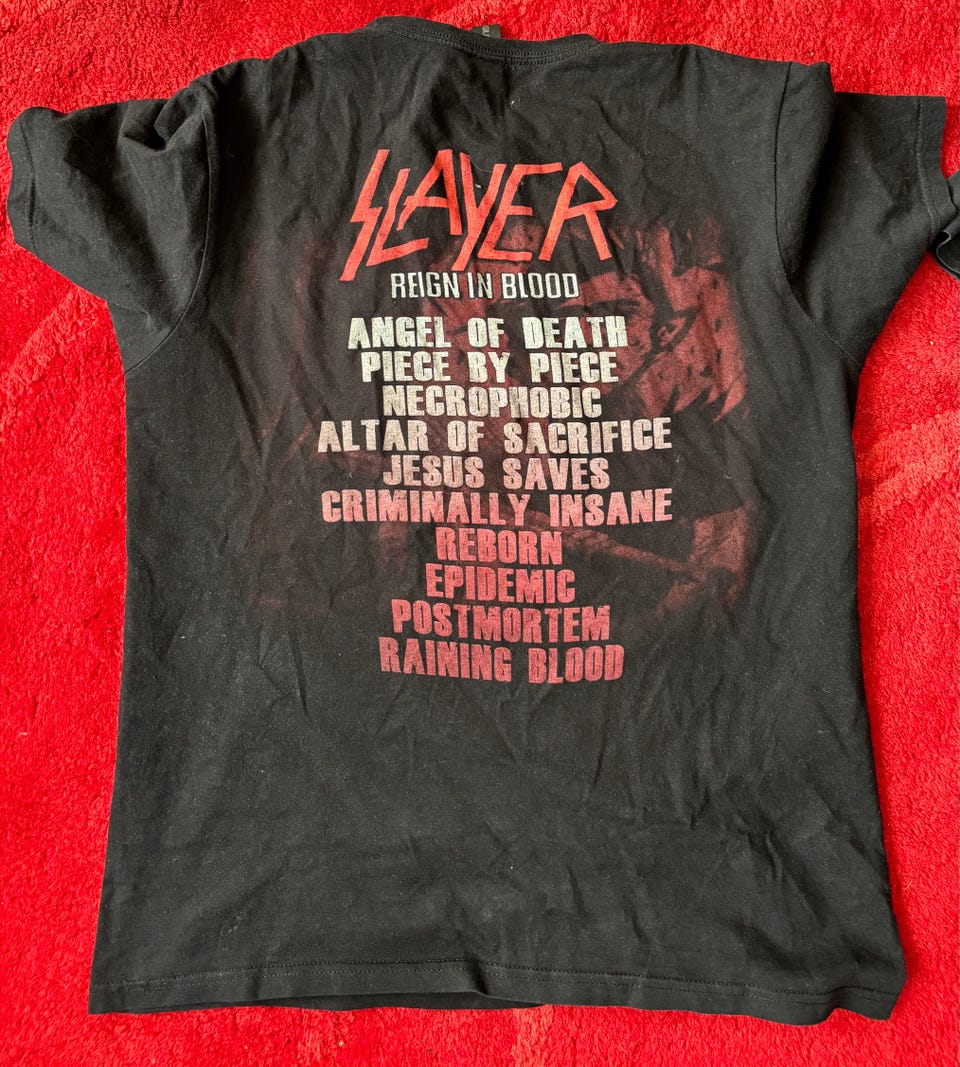 SLAYER
REIGN IN BLOOD
ANGEL OF DEATH
PIECE BY PIECE
NECROPHOBIC
ALTAR OF SACRIFICE
JESUS SAVES
CRIMINALLY INSANE
REBORN
EPIDEMIC
POSTMORTEM
RAINING BLOOD